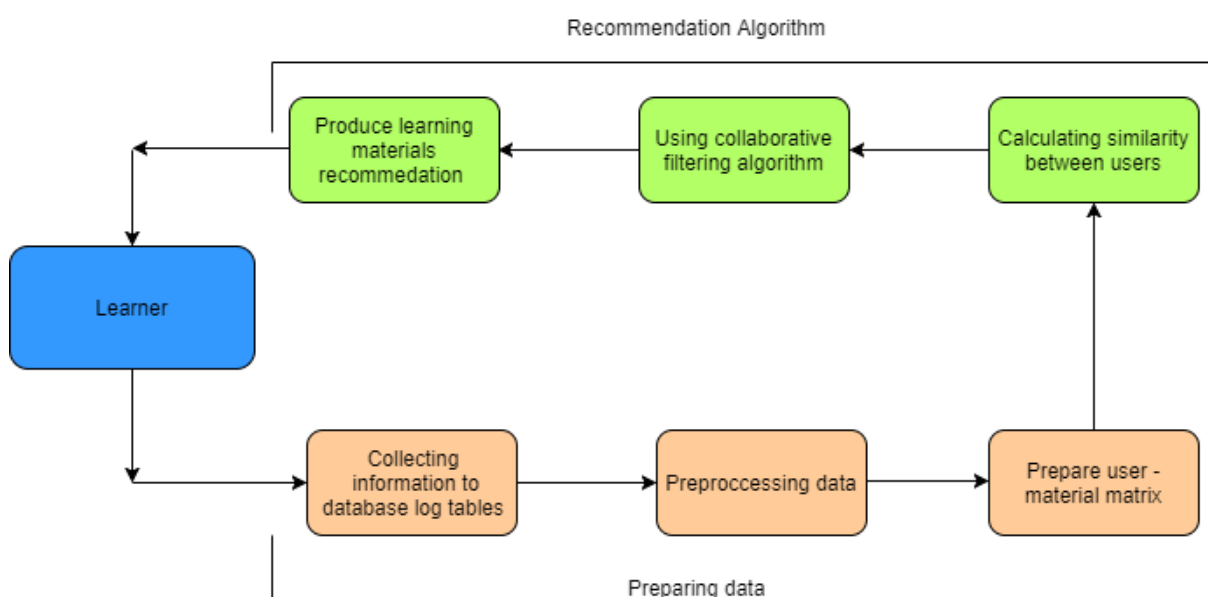 Recommendation Algorithm
Produce learning
materials
recommedation
Using collaborative
filtering algorithm
Calculating similarity
between users
Learner
Collecting
information to
database log tables
Preproccessing data
Prepare user -
material matrix
Preparing data